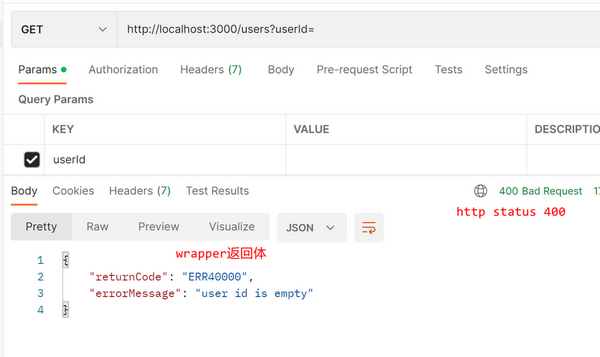 GET http://localhost:3000/users?userId=
Params Authorization Headers (7) Body Pre-request Script Tests Settings
Query Params
KEY VALUE DESCRIPTIO
userId
Body Cookies Headers (7) Test Results 400 Bad Request 17
http status 400
Pretty Raw Preview Visualize JSON
wrapper返回体
1 {
2 "returnCode": "ERR40000",
3 "errorMessage": "user id is empty"
4 }